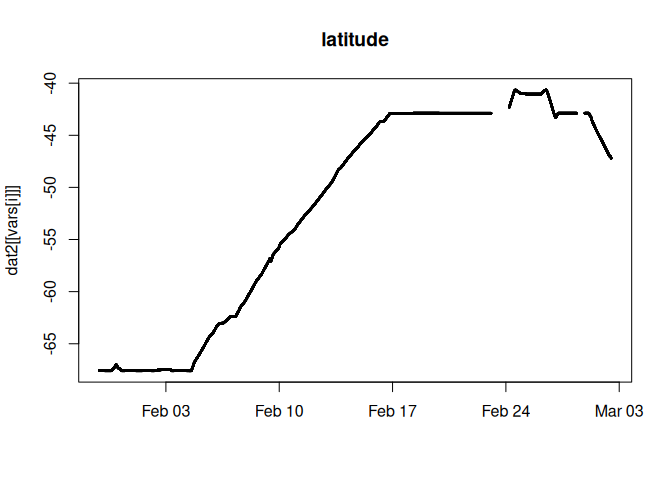 latitude
dat2[[vars[i]]]
-40
-45
-50
-55
-60
-65
Feb 03
Feb 10
Feb 17
Feb 24
Mar 03